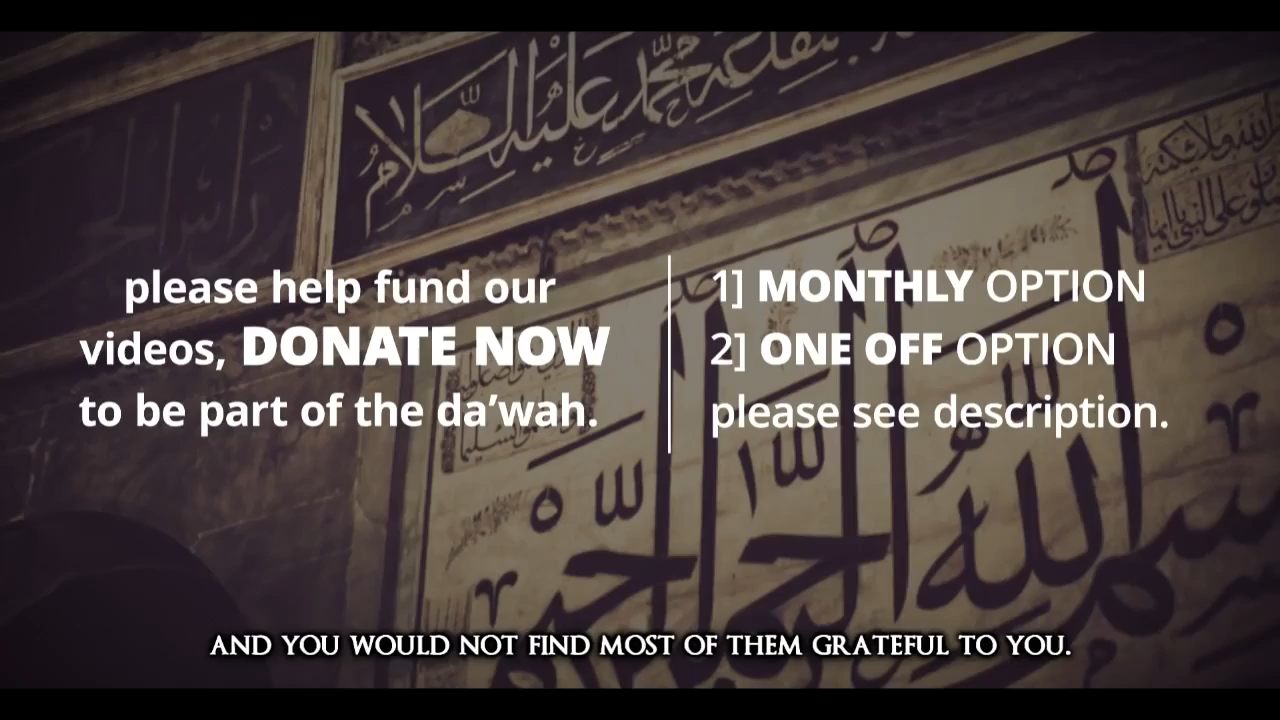 محمد عليه السلام
please help fund our
videos, DONATE NOW
to be part of the da’wah.
1] MONTHLY OPTION
2] ONE OFF OPTION
please see description.
AND YOU WOULD NOT FIND MOST OF THEM GRATEFUL TO YOU.